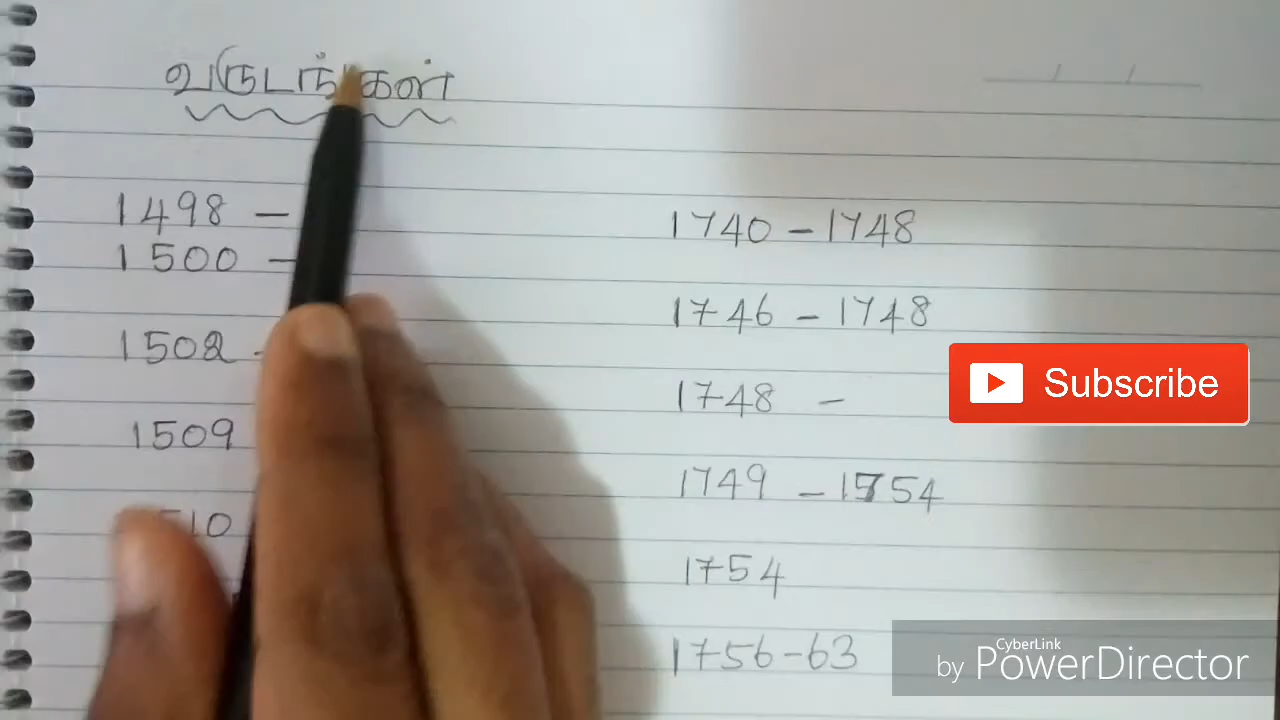 வருடங்கள்
1498 –
1500 –
1502 –
1509
1510
1740 – 1748
1746 – 1748
1748 –
1749 – 1754
1754
1756-63
Subscribe
CyberLink
by PowerDirector